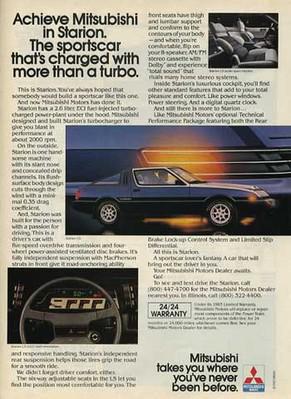 Achieve Mitsubishi
in Starion.
The sportscar
that's charged with
more than a turbo.
This is Starion. You've always hoped that
somebody would build a sportscar like this one.
And now Mitsubishi Motors has done it.
Starion has a 2.6 liter ECI fuel-injected turbo-
charged power-plant under the hood. Mitsubishi
designed and built Starion's turbocharger to
give you blast in
performance at
about 2000 rpm.
On the outside,
Starion is one hand-
some machine
with its slant nose
and concealed drip
channels. Its flush-
surface body design
cuts through the
wind with a mini-
mal 0.35 drag
coefficient.
And, Starion
was built for the
person with a
passion for driving.
This is a
driver's car with
five speed overdrive transmission and four-
wheel power-assisted ventilated disc brakes. It's
fully independent suspension with MacPherson
struts in front give it road-anchoring ability
and responsive handling. Starion's independent
rear suspension helps those tires grip the road
for a smooth ride.
We didn't forget driver comfort, either.
The six-way adjustable seats in the LS let you
find the position most comfortable for you. The
front seats have thigh
and lumbar support
and conform to the
contours of your body
—and when you're
comfortable, flip on
your 8-speaker, AM/FM
stereo cassette with
Dolby® and experience
"total sound" that
rivals many home stereo systems.
In Starion's luxurious cockpit, you'll find
other standard features that add to your total
pleasure and comfort. Like power windows.
Power steering. And a digital quartz clock.
And still there is more to Starion...
Like Mitsubishi Motors' optional Technical
Performance Package featuring both the Rear
Brake Lock-up Control System and Limited Slip
Differential.
All this is Starion.
A sportscar lover's fantasy. A car that will
bring out the driver in you.
Your Mitsubishi Motors Dealer awaits.
Go!
To see and test drive the Starion, call
(800) 447-4700 for the Mitsubishi Motors Dealer
nearest you. In Illinois, call (800) 322-4400.
24/24
WARRANTY
Mitsubishi
takes you where
you've never
been before.
MITSUBISHI